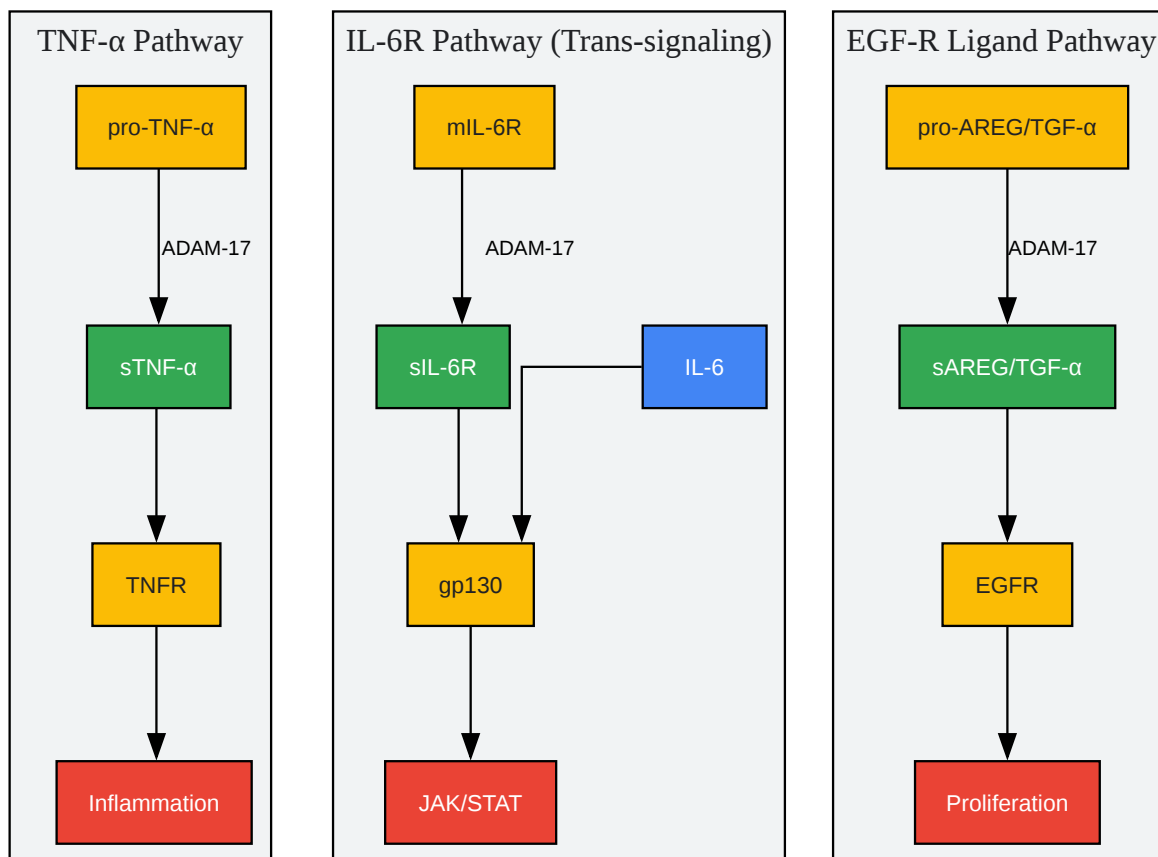 TNF-α Pathway
pro-TNF-α
ADAM-17
sTNF-α
TNFR
Inflammation
IL-6R Pathway (Trans-signaling)
mIL-6R
ADAM-17
sIL-6R
IL-6
gp130
JAK/STAT
EGF-R Ligand Pathway
pro-AREG/TGF-α
ADAM-17
sAREG/TGF-α
EGFR
Proliferation